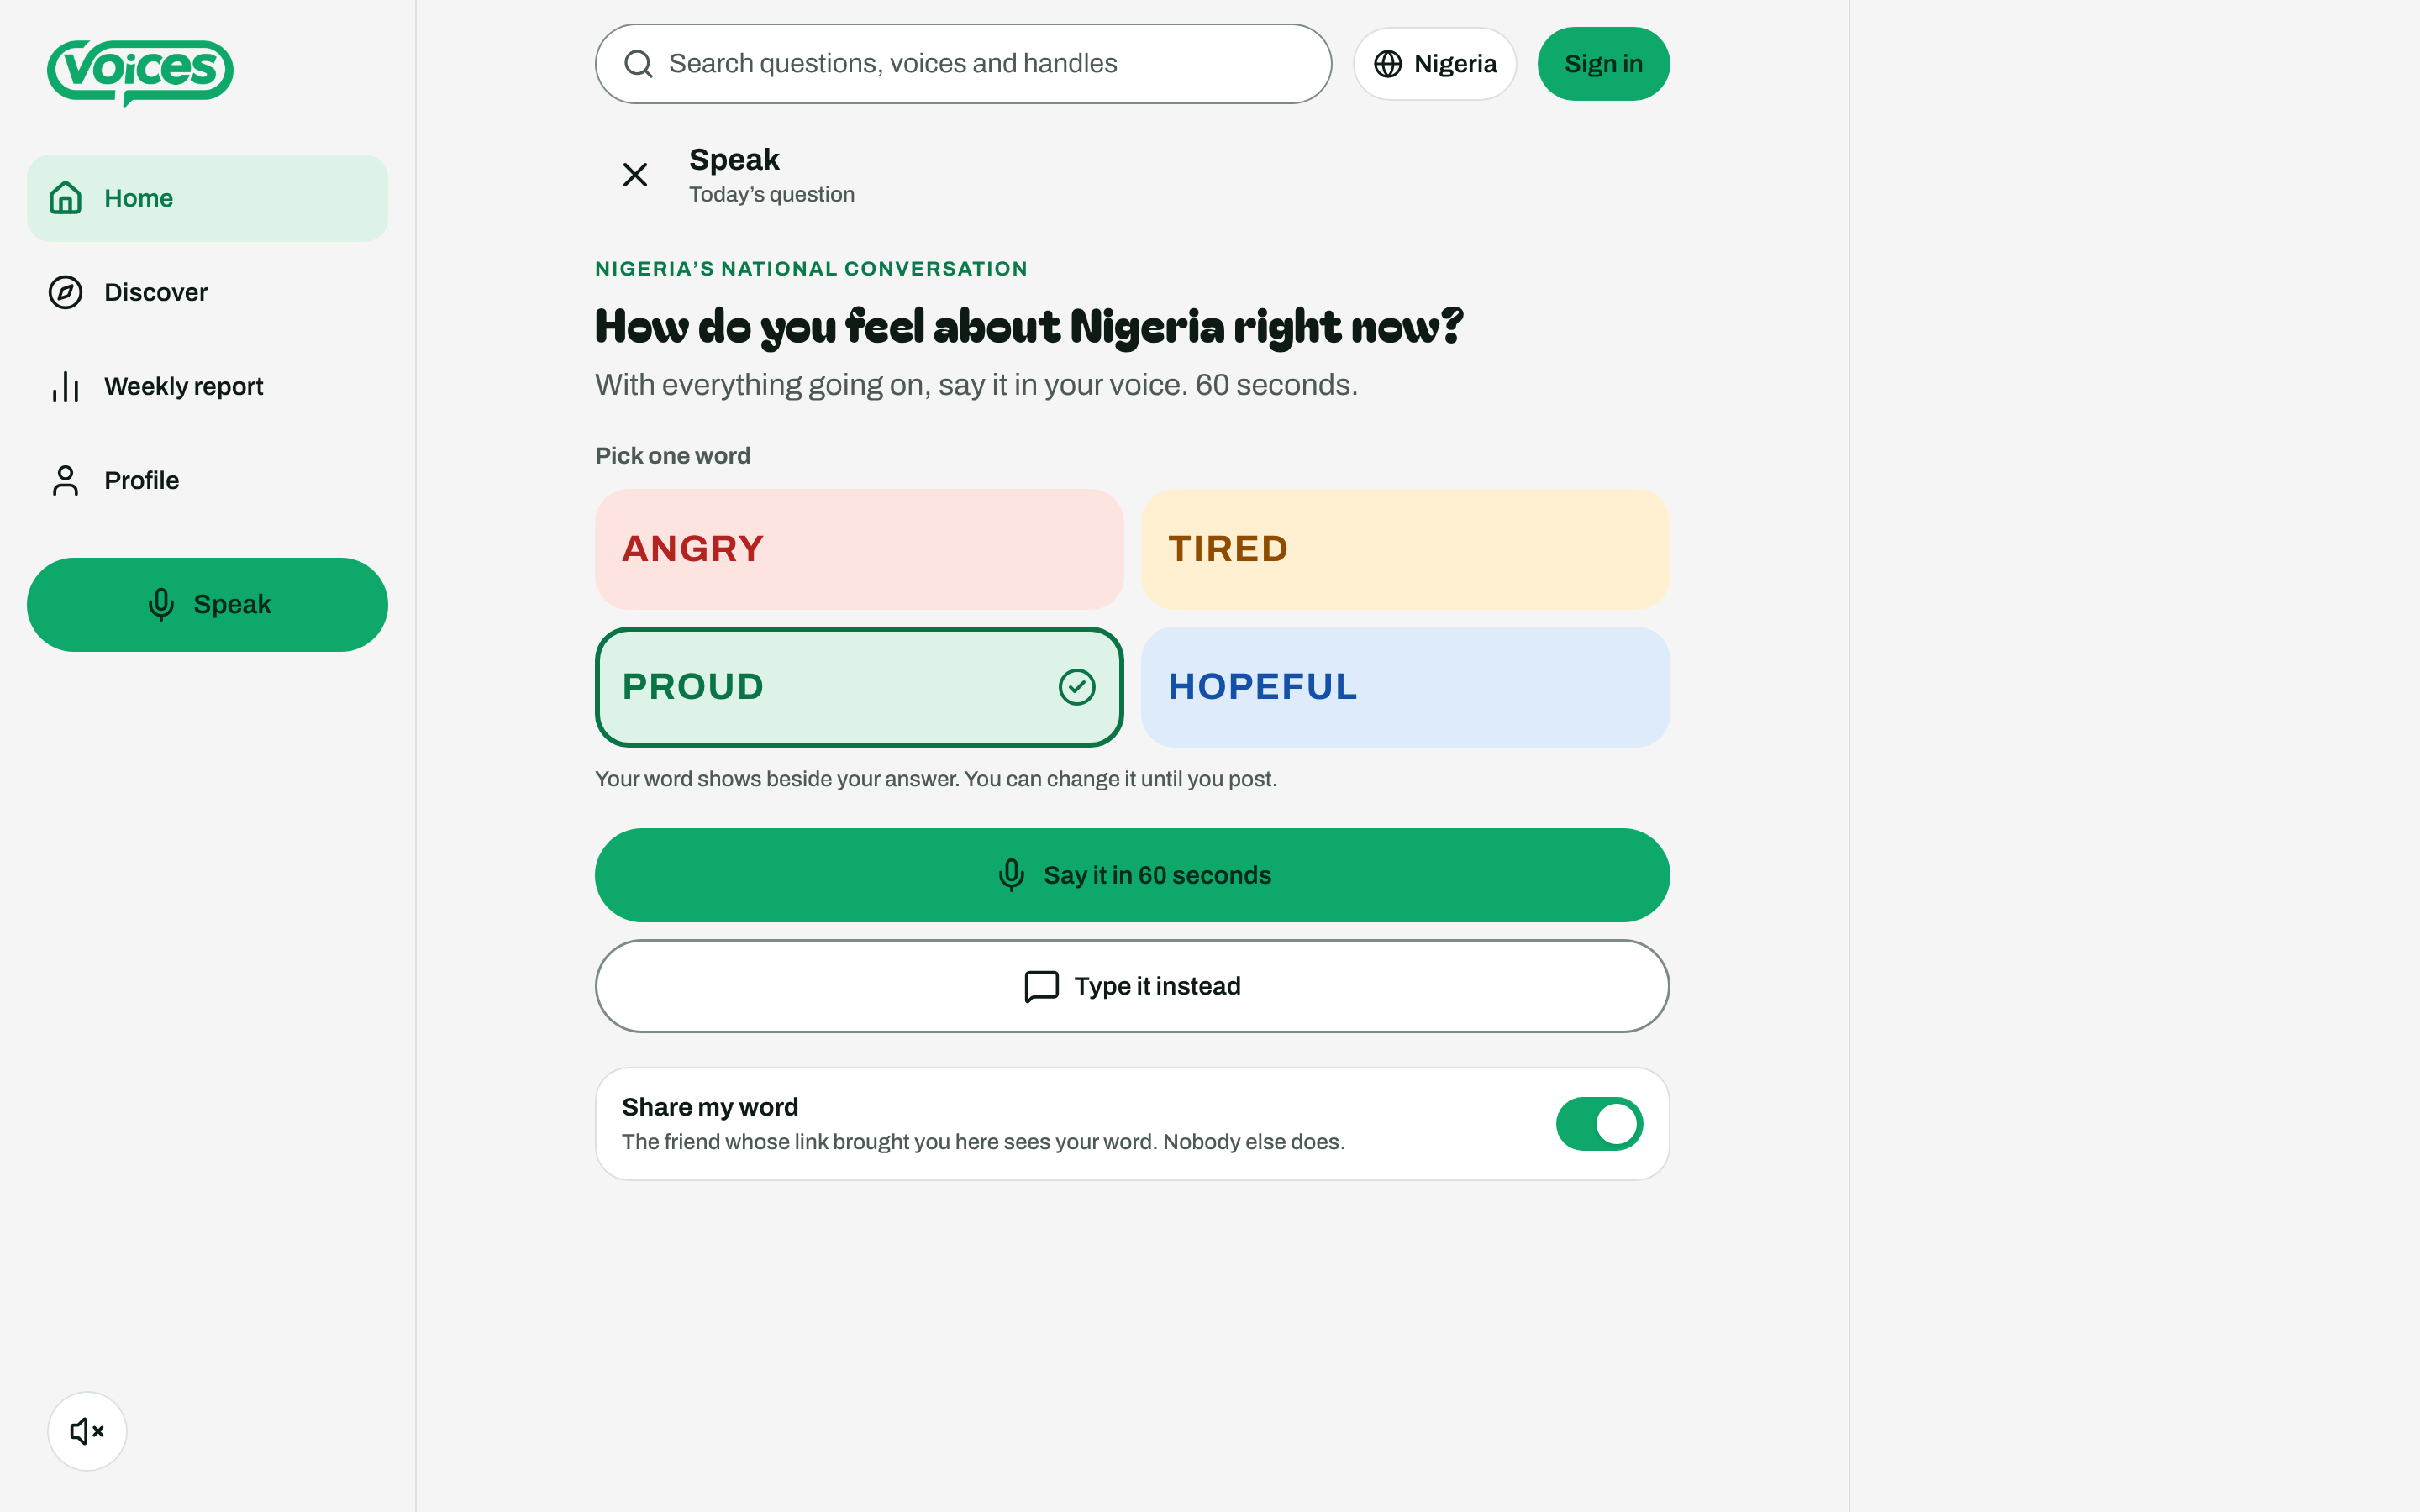 voices
Search questions, voices and handles
Nigeria
Sign in
Home
Discover
Weekly report
Profile
Speak
Speak
Today’s question
NIGERIA’S NATIONAL CONVERSATION
How do you feel about Nigeria right now?
With everything going on, say it in your voice. 60 seconds.
Pick one word
ANGRY
TIRED
PROUD
HOPEFUL
Your word shows beside your answer. You can change it until you post.
Say it in 60 seconds
Type it instead
Share my word
The friend whose link brought you here sees your word. Nobody else does.